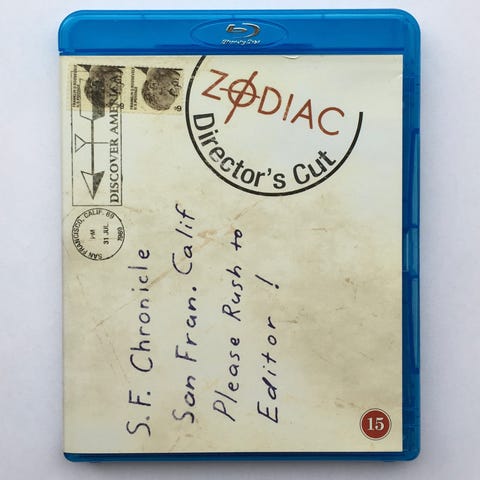 Blu-ray Disc
ZODIAC
Director's Cut
DISCOVER AMERICA
SAN FRANCISCO, CALIF. 69
PM
31 JUL
1969
S.F. Chronicle
San Fran. Calif
Please Rush to
Editor!
15